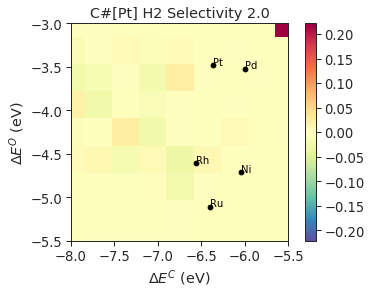 C#[Pt] H2 Selectivity 2.0
−3.0
−3.5
−4.0
−4.5
−5.0
−5.5
ΔE^O (eV)
Pt
Pd
Rh
Ni
Ru
−8.0 −7.5 −7.0 −6.5 −6.0 −5.5
ΔE^C (eV)
0.20
0.15
0.10
0.05
0.00
−0.05
−0.10
−0.15
−0.20